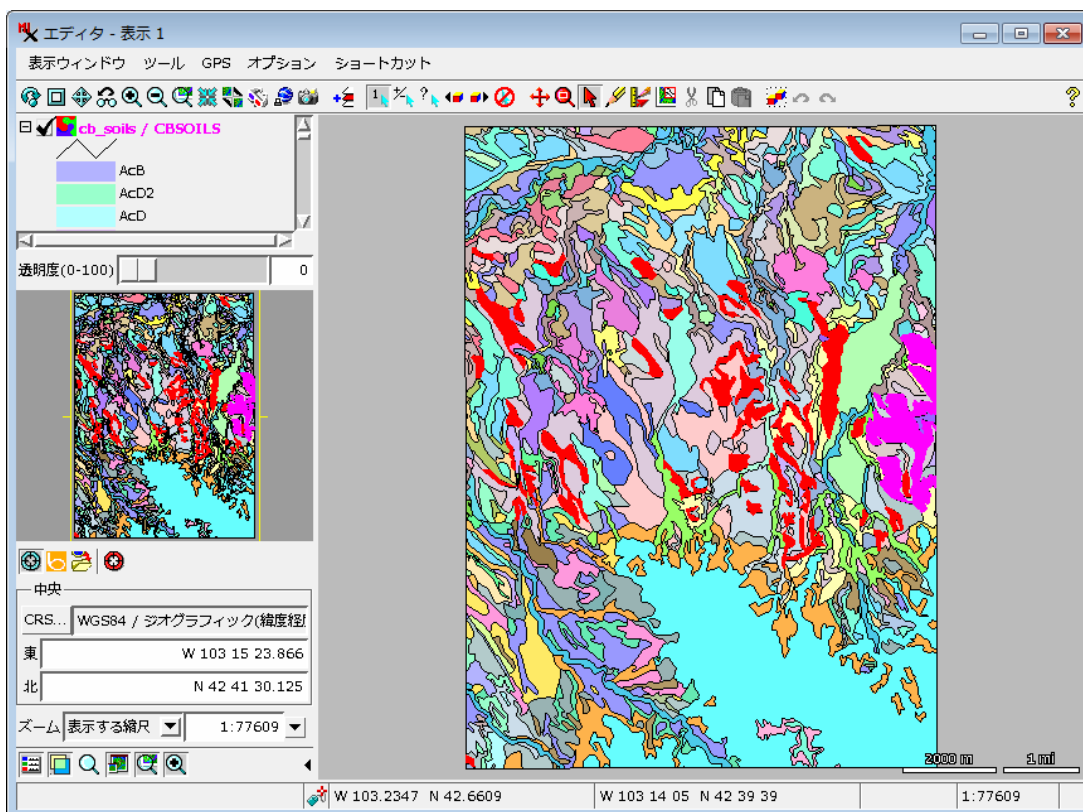 エディタ - 表示 1
表示ウィンドウ ツール GPS オプション ショートカット
cb_soils / CBSOILS
AcB
AcD2
AcD
透明度(0-100) 0
中央
CRS... WGS84 / ジオグラフィック(緯度経
東 W 103 15 23.866
北 N 42 41 30.125
ズーム 表示する縮尺 1:77609
2000 m 1 mi
W 103.2347 N 42.6609 W 103 14 05 N 42 39 39 1:77609